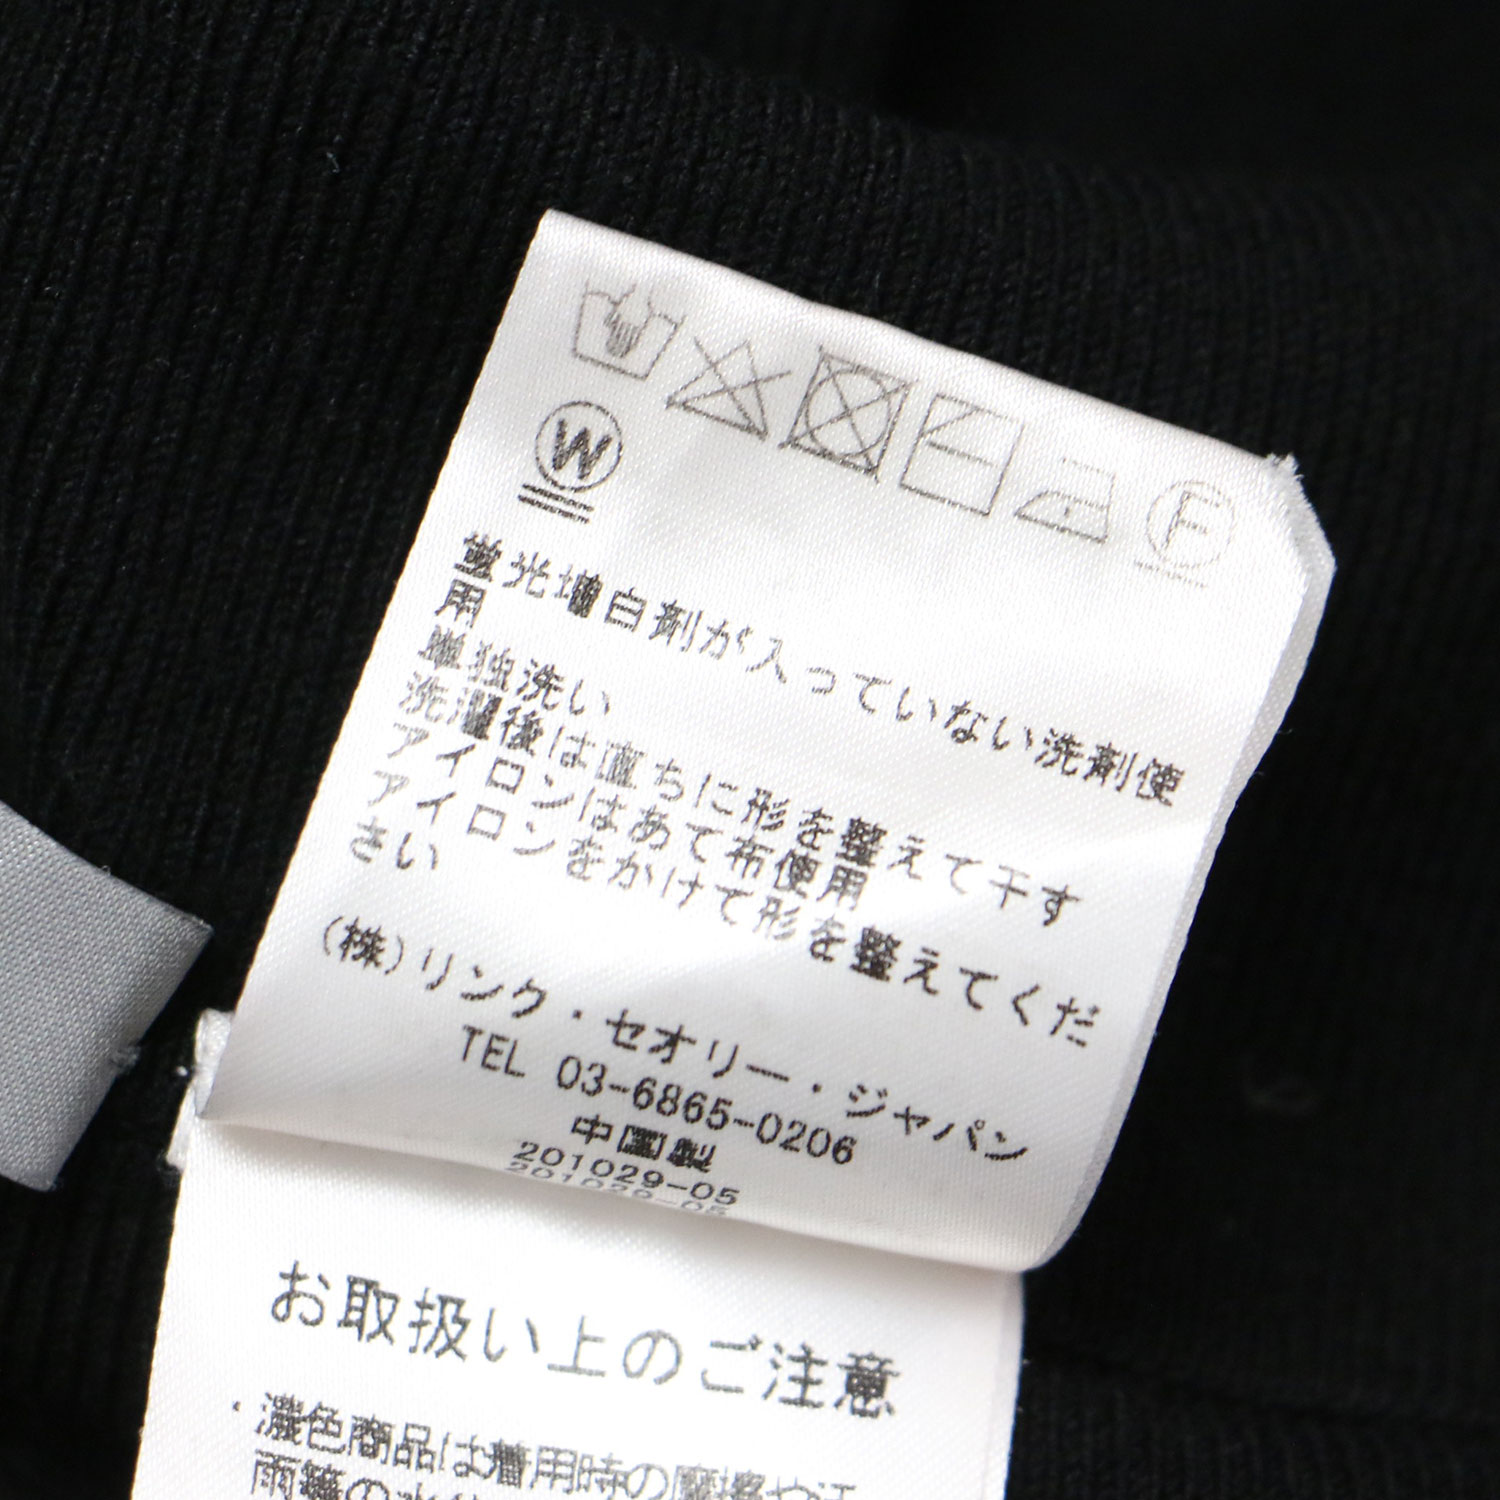 W
F
蛍光増白剤が入っていない洗剤使
用
単独洗い
洗濯後は直ちに形を整えて干す
アイロンはあて布使用
アイロンをかけて形を整えてくだ
さい
(株)リンク・セオリー・ジャパン
TEL 03-6865-0206
中国製
201029-05
201029-05
お取扱い上のご注意
・濃色商品は着用時の摩擦や汗